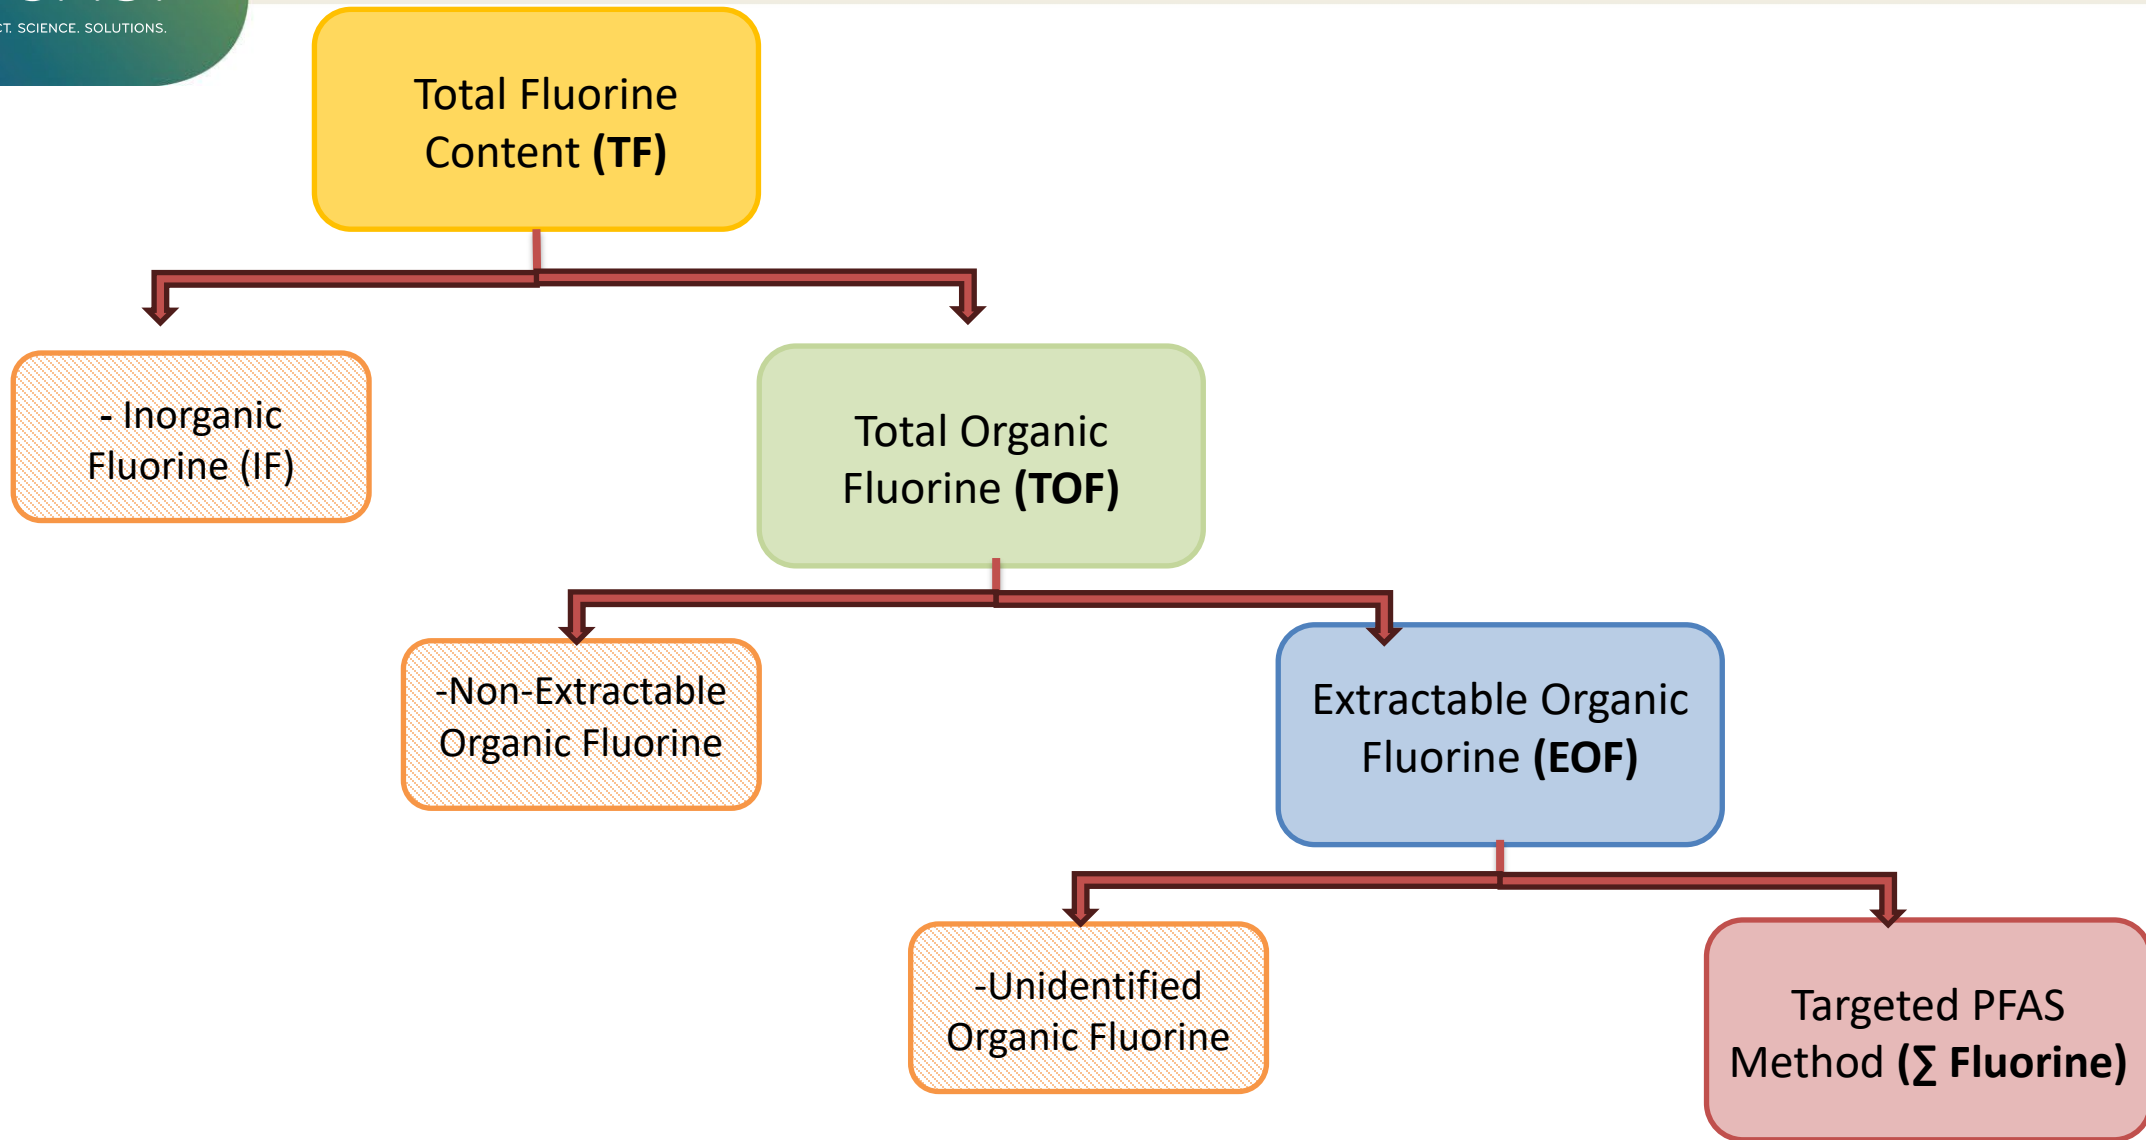 SCIENCE. SOLUTIONS.
Total Fluorine
Content (TF)
- Inorganic
Fluorine (IF)
Total Organic
Fluorine (TOF)
-Non-Extractable
Organic Fluorine
Extractable Organic
Fluorine (EOF)
-Unidentified
Organic Fluorine
Targeted PFAS
Method (∑ Fluorine)